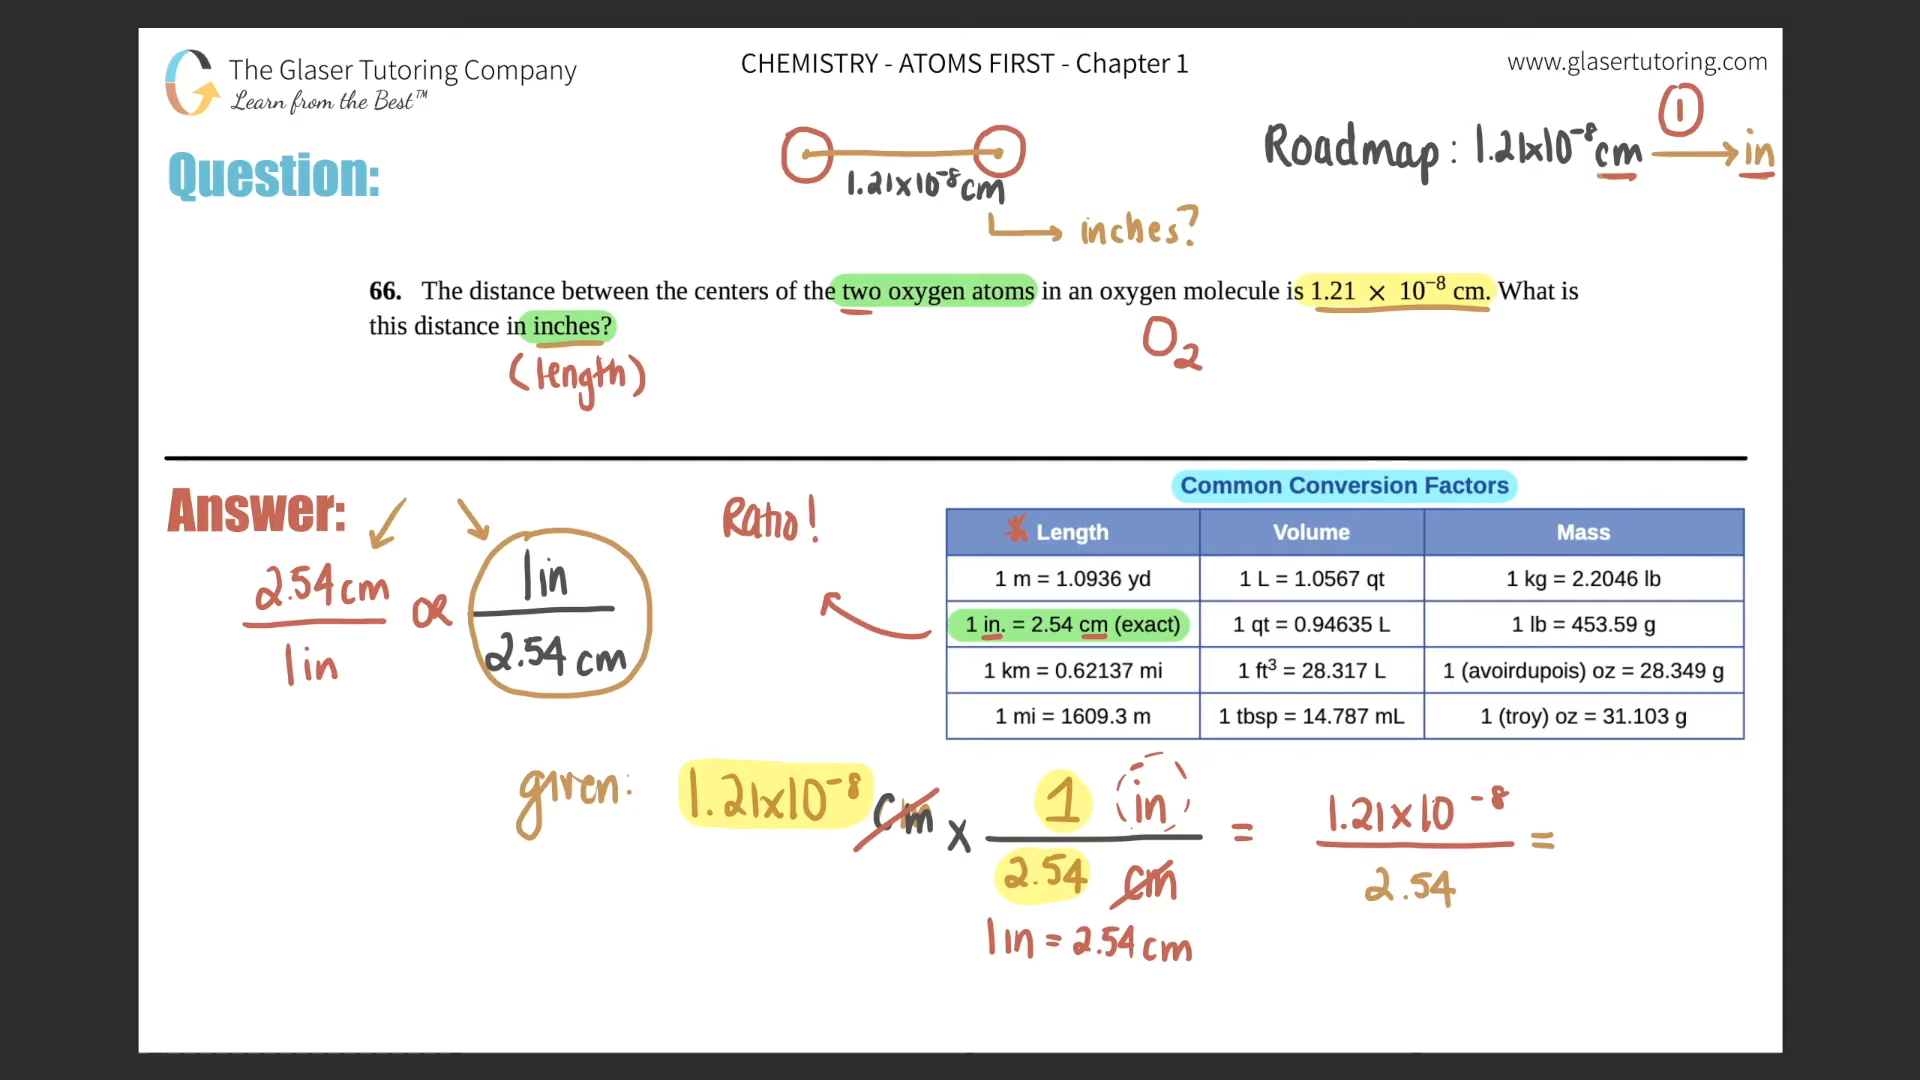 The Glaser Tutoring Company
Learn from the Best™
CHEMISTRY - ATOMS FIRST - Chapter 1
www.glasertutoring.com
Question:
1.21x10⁻⁸cm
inches?
Roadmap: 1.21x10⁻⁸cm → in
1
66. The distance between the centers of the two oxygen atoms in an oxygen molecule is 1.21 × 10⁻⁸ cm. What is
this distance in inches?
(length)
O₂
Answer:
2.54cm
1in
OR
1in
2.54cm
Ratio!
Common Conversion Factors
* Length Volume Mass
1 m = 1.0936 yd 1 L = 1.0567 qt 1 kg = 2.2046 lb
1 in. = 2.54 cm (exact) 1 qt = 0.94635 L 1 lb = 453.59 g
1 km = 0.62137 mi 1 ft³ = 28.317 L 1 (avoirdupois) oz = 28.349 g
1 mi = 1609.3 m 1 tbsp = 14.787 mL 1 (troy) oz = 31.103 g
given: 1.21x10⁻⁸ cm x
1 in
2.54 cm
1in = 2.54cm
=
1.21x10⁻⁸
2.54
=